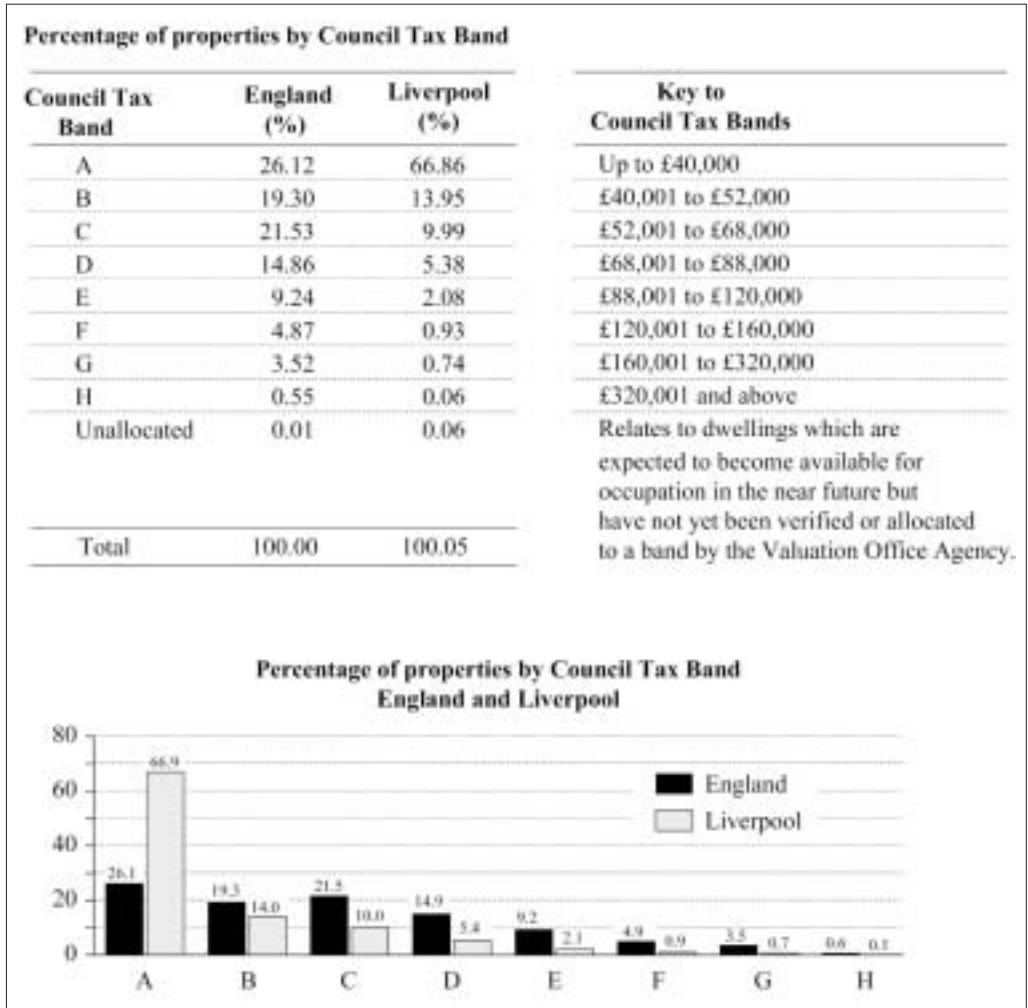 Percentage of properties by Council Tax Band
Council Tax Band England (%) Liverpool (%)
A 26.12 66.86
B 19.30 13.95
C 21.53 9.99
D 14.86 5.38
E 9.24 2.08
F 4.87 0.93
G 3.52 0.74
H 0.55 0.06
Unallocated 0.01 0.06
Total 100.00 100.05
Key to
Council Tax Bands
Up to £40,000
£40,001 to £52,000
£52,001 to £68,000
£68,001 to £88,000
£88,001 to £120,000
£120,001 to £160,000
£160,001 to £320,000
£320,001 and above
Relates to dwellings which are
expected to become available for
occupation in the near future but
have not yet been verified or allocated
to a band by the Valuation Office Agency.
Percentage of properties by Council Tax Band
England and Liverpool
80
60
40
20
0
26.1 66.9
19.3 14.0
21.5 10.0
14.9 5.4
9.2 2.1
4.9 0.9
3.5 0.7
0.6 0.1
England
Liverpool
A B C D E F G H